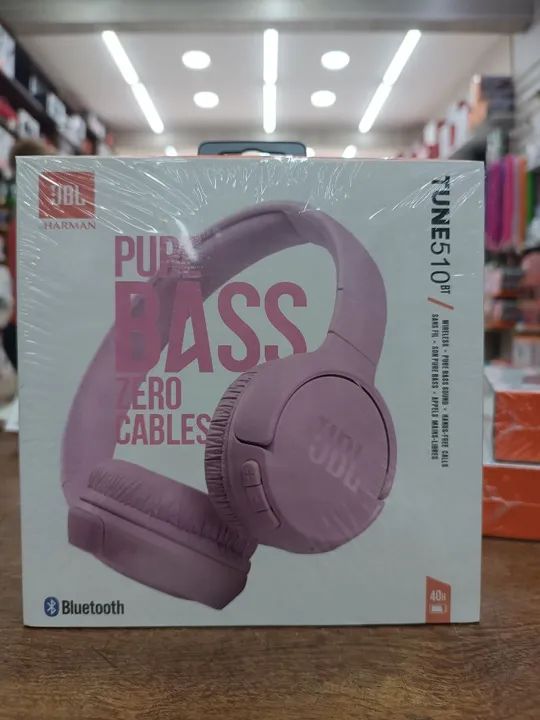 JBL
HARMAN
PURE
BASS
ZERO
CABLES
TUNE510BT
WIRELESS • PURE BASS SOUND • HANDS-FREE CALLS
SANS FIL • SON PURE BASS • APPELS MAINS-LIBRES
JBL
Bluetooth
40H